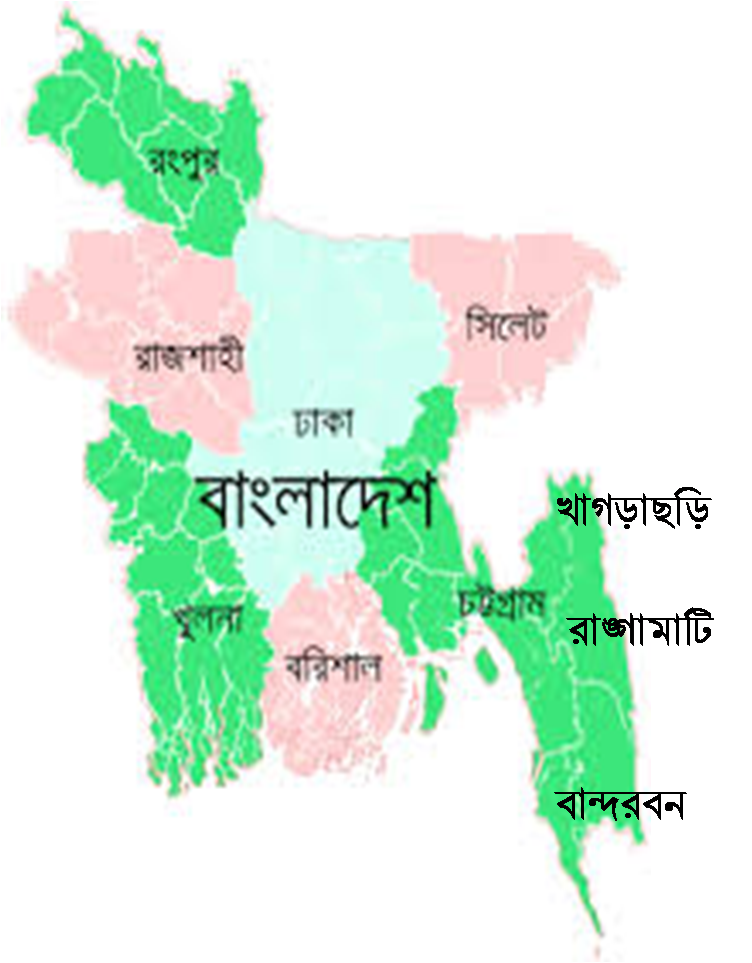 রংপুর
সিলেট
রাজশাহী
ঢাকা
বাংলাদেশ
খাগড়াছড়ি
চট্টগ্রাম
খুলনা
রাঙ্গামাটি
বরিশাল
বান্দরবন